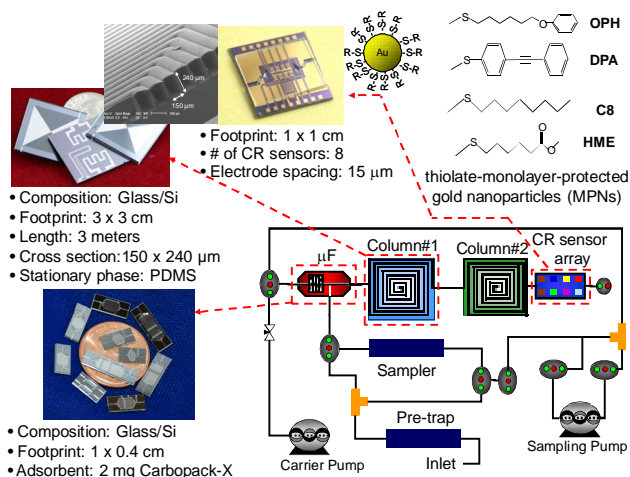 240 µm
150 µm
R-S-
Au
-S-R
OPH
DPA
C8
HME
S
O
S
S
S
O
O
thiolate-monolayer-protected
gold nanoparticles (MPNs)
• Footprint: 1 x 1 cm
• # of CR sensors: 8
• Electrode spacing: 15 µm
• Composition: Glass/Si
• Footprint: 3 x 3 cm
• Length: 3 meters
• Cross section:150 x 240 µm
• Stationary phase: PDMS
µF
Column#1
Column#2
CR sensor
array
Sampler
Pre-trap
Inlet
Carrier Pump
Sampling Pump
• Composition: Glass/Si
• Footprint: 1 x 0.4 cm
• Adsorbent: 2 mg Carbopack-X